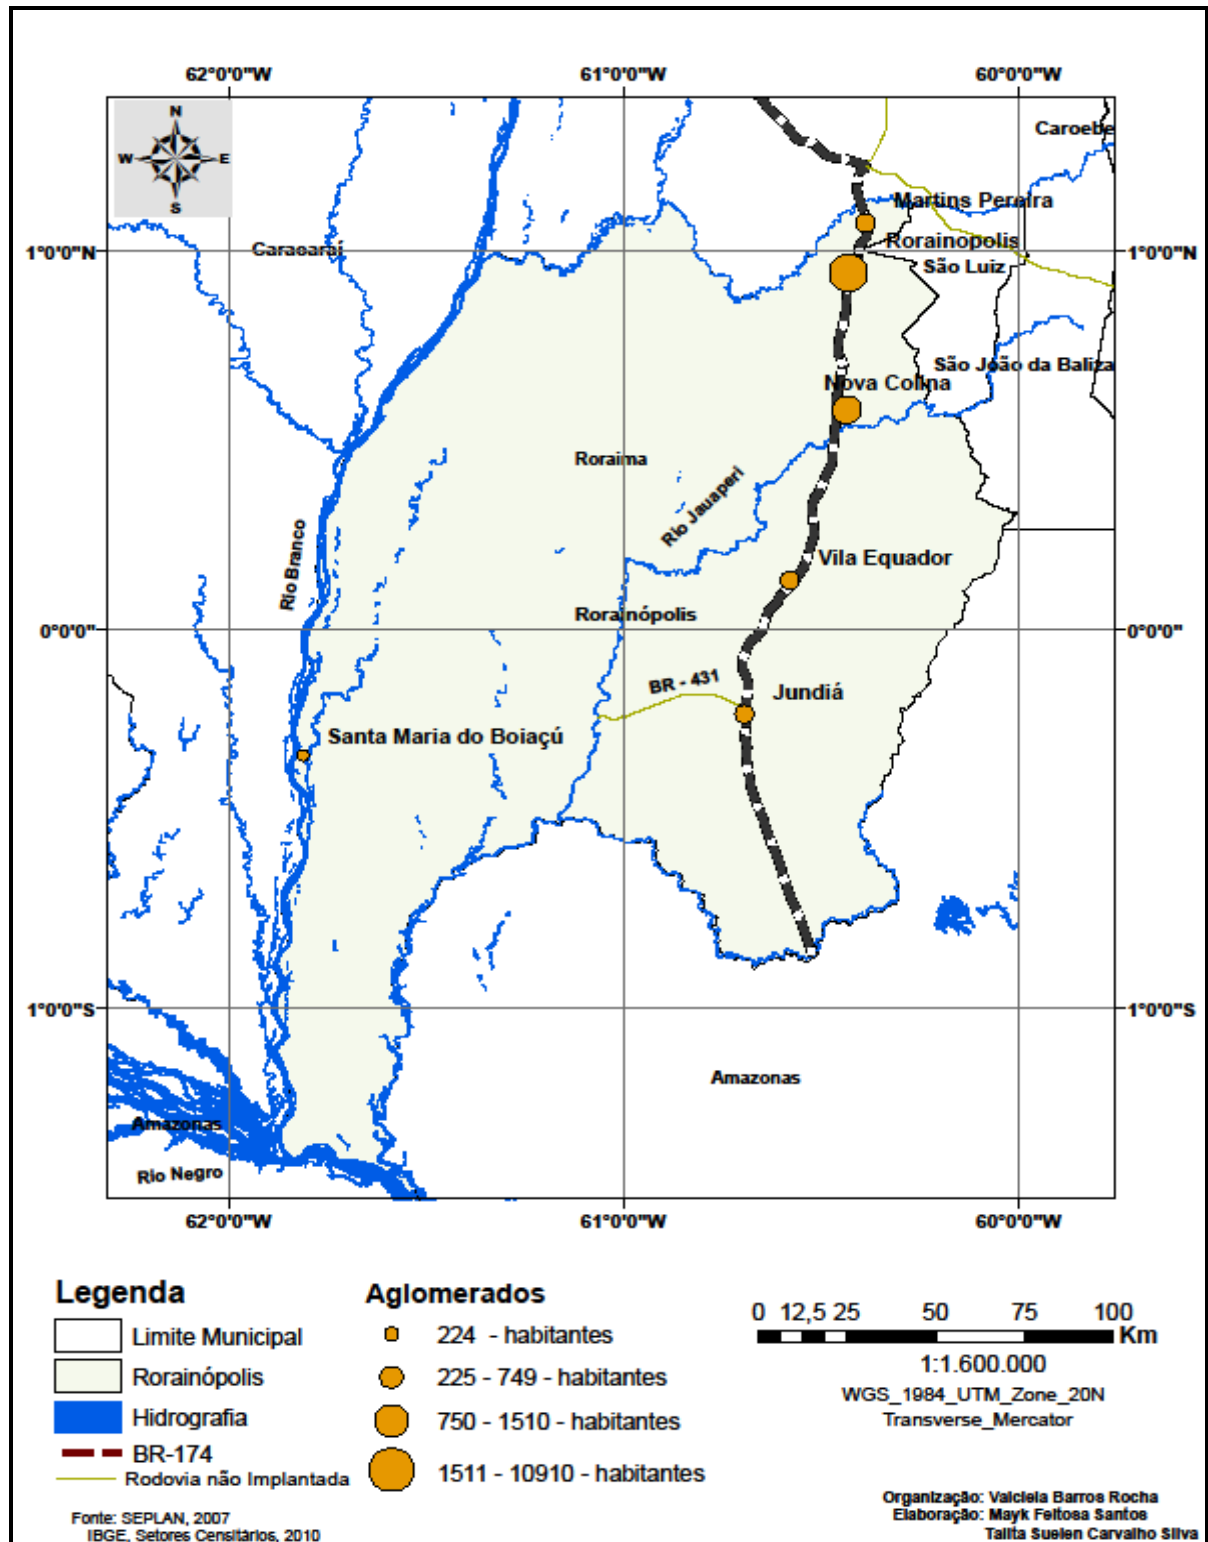 62°0'0"W 61°0'0"W 60°0'0"W
N
W E
S
Caroebe
Martins Pereira
Caracaraí
1°0'0"N Rorainopolis 1°0'0"N
São Luiz
São João da Baliza
Nova Colina
Roraima
Rio Jauaperi
Rio Branco
Vila Equador
Rorainópolis
0°0'0" 0°0'0"
BR - 431
Jundiá
Santa Maria do Boiaçú
1°0'0"S 1°0'0"S
Amazonas
Amazonas
Rio Negro
62°0'0"W 61°0'0"W 60°0'0"W
Legenda
Limite Municipal
Rorainópolis
Hidrografia
BR-174
Rodovia não Implantada
Fonte: SEPLAN, 2007
IBGE, Setores Censitários, 2010
Aglomerados
224 - habitantes
225 - 749 - habitantes
750 - 1510 - habitantes
1511 - 10910 - habitantes
0 12,5 25 50 75 100
Km
1:1.600.000
WGS_1984_UTM_Zone_20N
Transverse_Mercator
Organização: Valciela Barros Rocha
Elaboração: Mayk Feitosa Santos
Talita Suelen Carvalho Silva